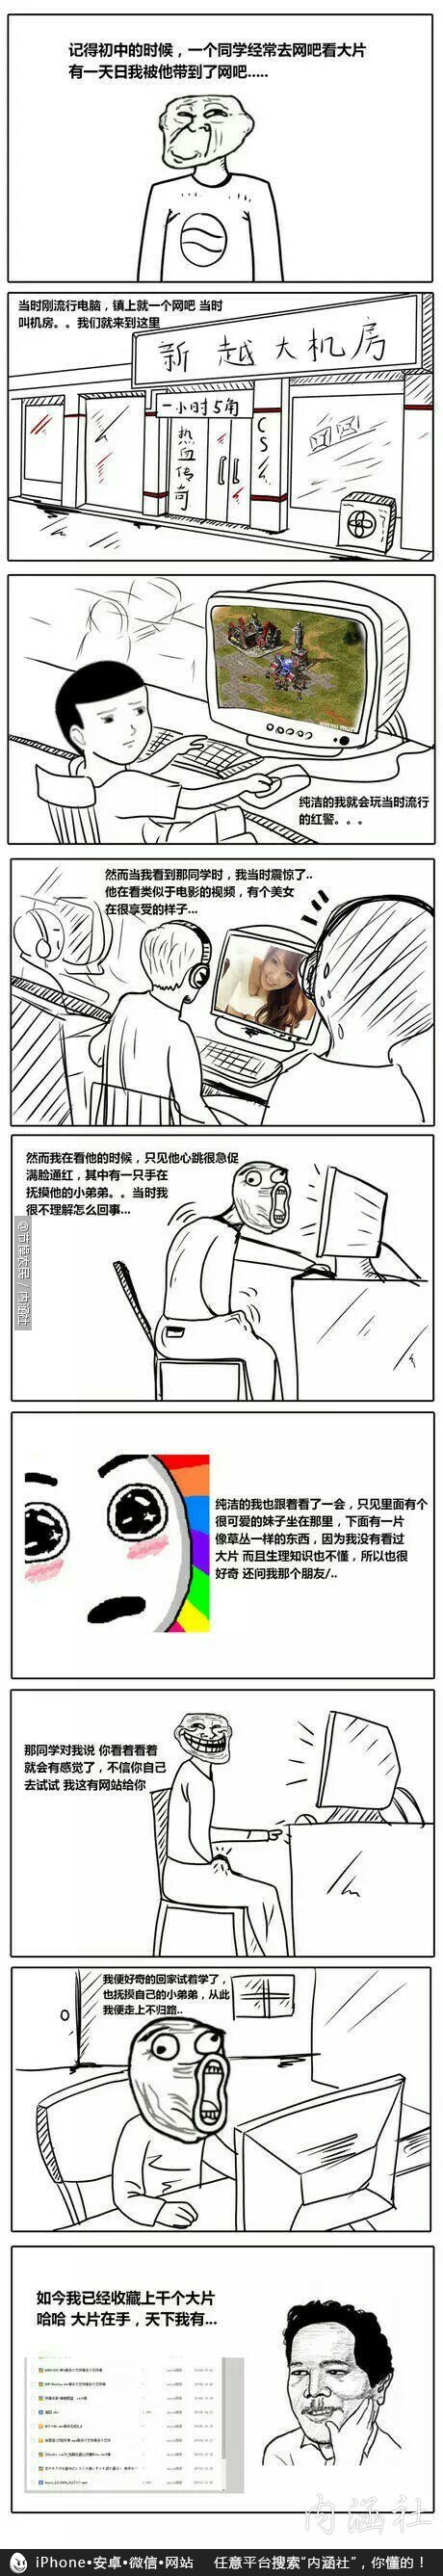 记得初中的时候，一个同学经常去网吧看大片
有一天日我被他带到了网吧.....
当时刚流行电脑，镇上就一个网吧 当时
叫机房。。我们就来到这里
新越大机房
一小时5角
热血传奇
CS
纯洁的我就会玩当时流行
的红警。。。
然而当我看到那同学时，我当时震惊了..
他在看类似于电影的视频，有个美女
在很享受的样子...
然而我在看他的时候，只见他心跳很急促
满脸通红，其中有一只手在
抚摸他的小弟弟。。当时我
很不理解怎么回事...
纯洁的我也跟着看了一会，只见里面有个
很可爱的妹子坐在那里，下面有一片
像草丛一样的东西，因为我没有看过
大片 而且生理知识也不懂，所以也很
好奇 还问我那个朋友/..
那同学对我说 你看着看着
就会有感觉了，不信你自己
去试试 我这有网站给你
我便好奇的回家试着学了，
也抚摸自己的小弟弟，从此
我便走上不归路..
如今我已经收藏上千个大片
哈哈 大片在手，天下我有...
内涵社
iPhone•安卓•微信•网站 任意平台搜索“内涵社”，你懂的！